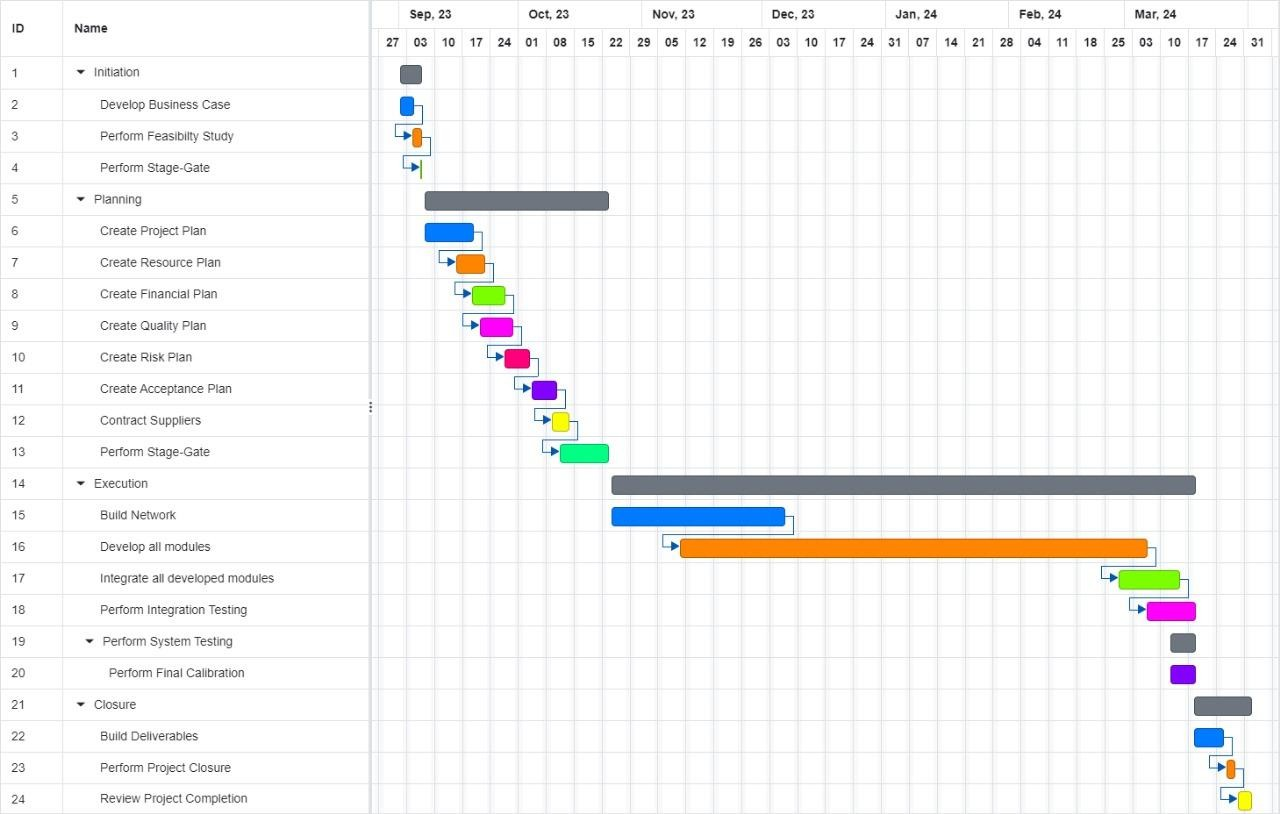 ID Name Sep, 23 Oct, 23 Nov, 23 Dec, 23 Jan, 24 Feb, 24 Mar, 24
27 03 10 17 24 01 08 15 22 29 05 12 19 26 03 10 17 24 31 07 14 21 28 04 11 18 25 03 10 17 24 31
1 Initiation
2 Develop Business Case
3 Perform Feasibilty Study
4 Perform Stage-Gate
5 Planning
6 Create Project Plan
7 Create Resource Plan
8 Create Financial Plan
9 Create Quality Plan
10 Create Risk Plan
11 Create Acceptance Plan
12 Contract Suppliers
13 Perform Stage-Gate
14 Execution
15 Build Network
16 Develop all modules
17 Integrate all developed modules
18 Perform Integration Testing
19 Perform System Testing
20 Perform Final Calibration
21 Closure
22 Build Deliverables
23 Perform Project Closure
24 Review Project Completion